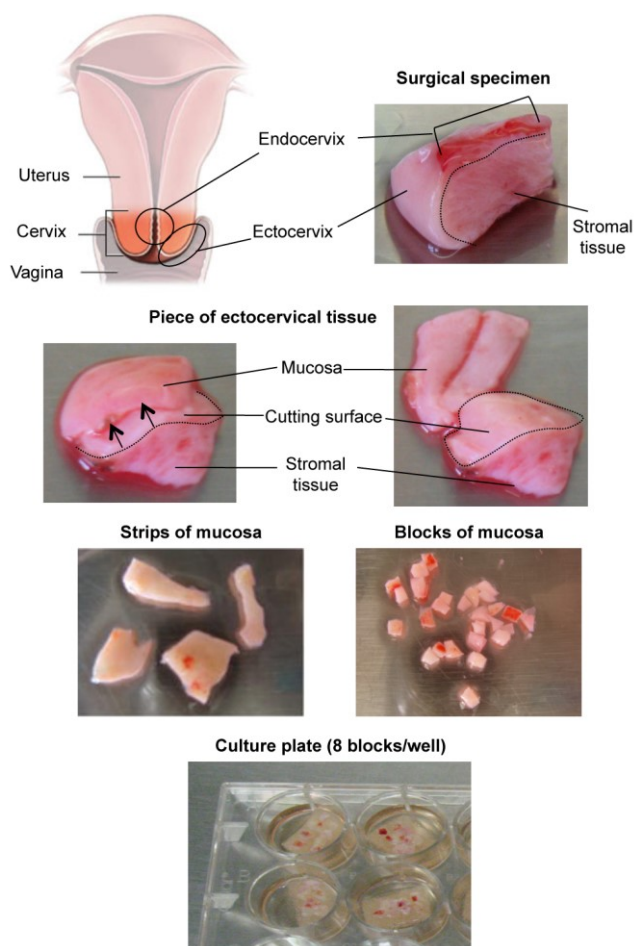 Surgical specimen
Endocervix
Uterus
Cervix
Ectocervix
Stromal
tissue
Vagina
Piece of ectocervical tissue
Mucosa
Cutting surface
Stromal
tissue
Strips of mucosa
Blocks of mucosa
Culture plate (8 blocks/well)